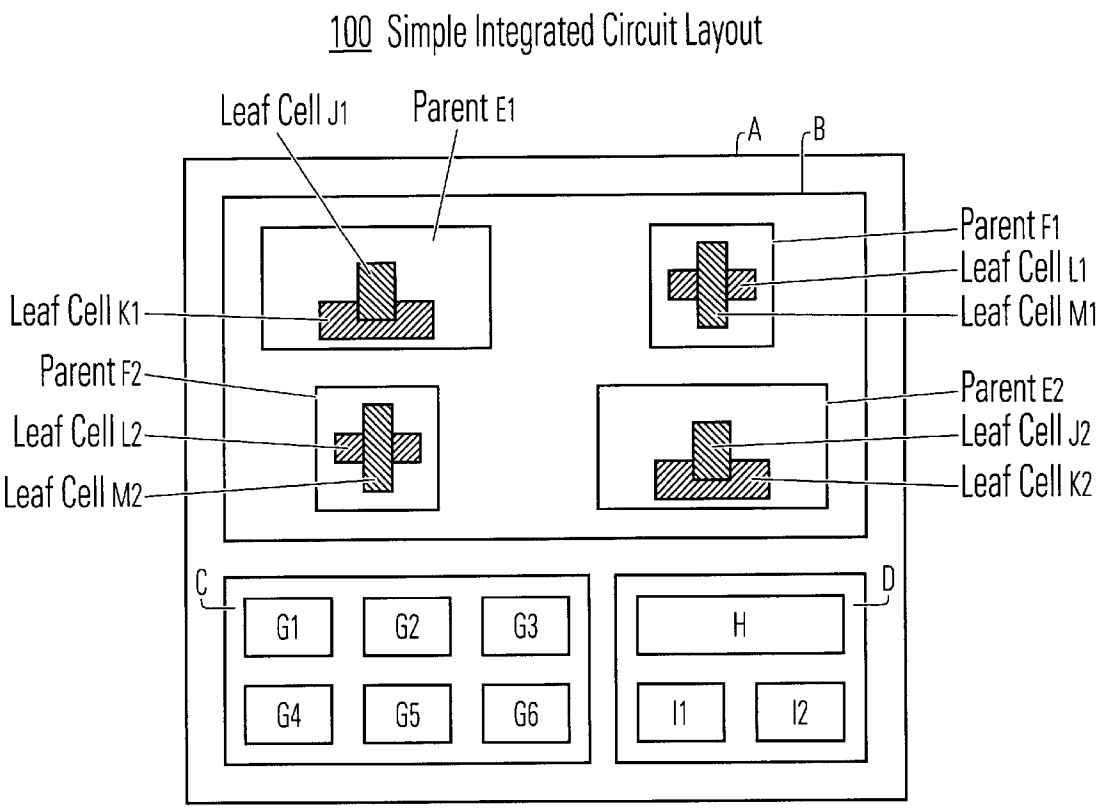 100 Simple Integrated Circuit Layout
Leaf Cell J1
Parent E1
A
B
Parent F1
Leaf Cell L1
Leaf Cell M1
Leaf Cell K1
Parent F2
Leaf Cell L2
Leaf Cell M2
Parent E2
Leaf Cell J2
Leaf Cell K2
C
G1 G2 G3
G4 G5 G6
D
H
I1 I2